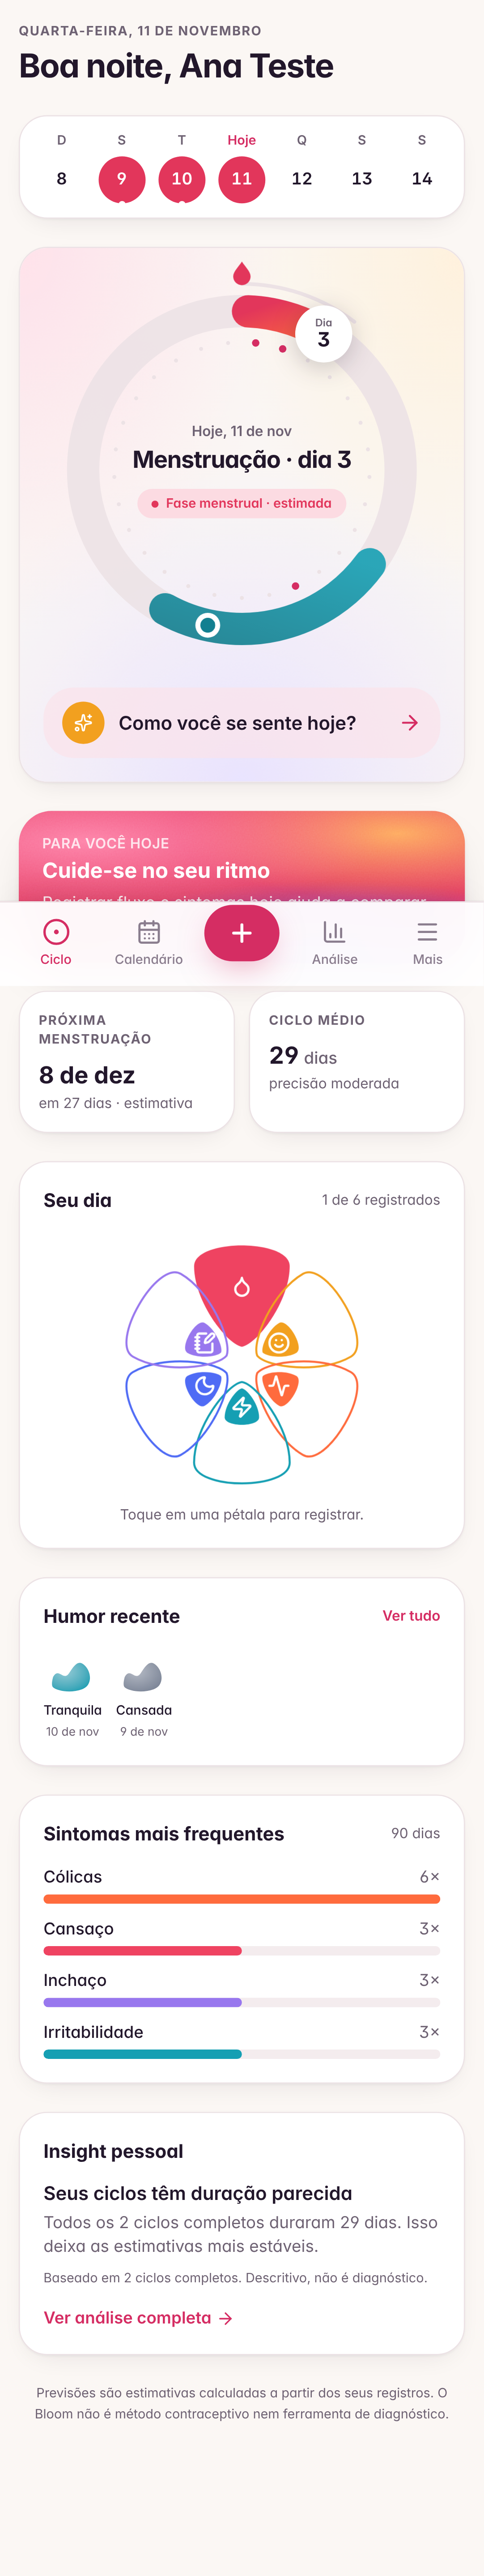 QUARTA-FEIRA, 11 DE NOVEMBRO
Boa noite, Ana Teste
D S T Hoje Q S S
8 9 10 11 12 13 14
Dia
3
Hoje, 11 de nov
Menstruação · dia 3
Fase menstrual · estimada
Como você se sente hoje?
PARA VOCÊ HOJE
Cuide-se no seu ritmo
Registrar fluxo e sintomas hoje ajuda a comparar
Ciclo Calendário Análise Mais
PRÓXIMA
MENSTRUAÇÃO
8 de dez
em 27 dias · estimativa
CICLO MÉDIO
29 dias
precisão moderada
Seu dia
1 de 6 registrados
Toque em uma pétala para registrar.
Humor recente
Ver tudo
Tranquila Cansada
10 de nov 9 de nov
Sintomas mais frequentes
90 dias
Cólicas 6×
Cansaço 3×
Inchaço 3×
Irritabilidade 3×
Insight pessoal
Seus ciclos têm duração parecida
Todos os 2 ciclos completos duraram 29 dias. Isso
deixa as estimativas mais estáveis.
Baseado em 2 ciclos completos. Descritivo, não é diagnóstico.
Ver análise completa →
Previsões são estimativas calculadas a partir dos seus registros. O
Bloom não é método contraceptivo nem ferramenta de diagnóstico.